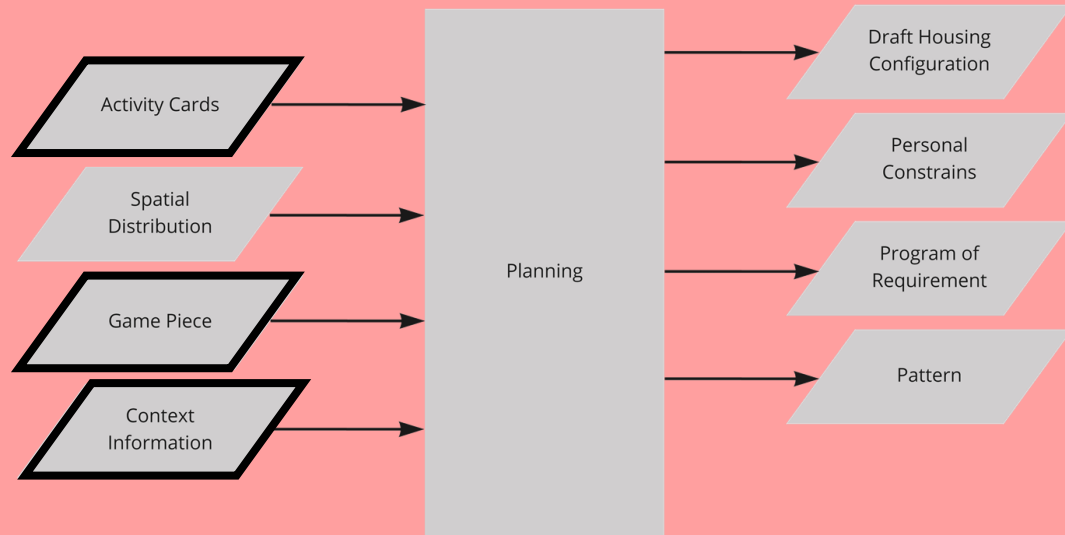 Activity Cards
Spatial
Distribution
Game Piece
Context
Information
Planning
Draft Housing
Configuration
Personal
Constrains
Program of
Requirement
Pattern